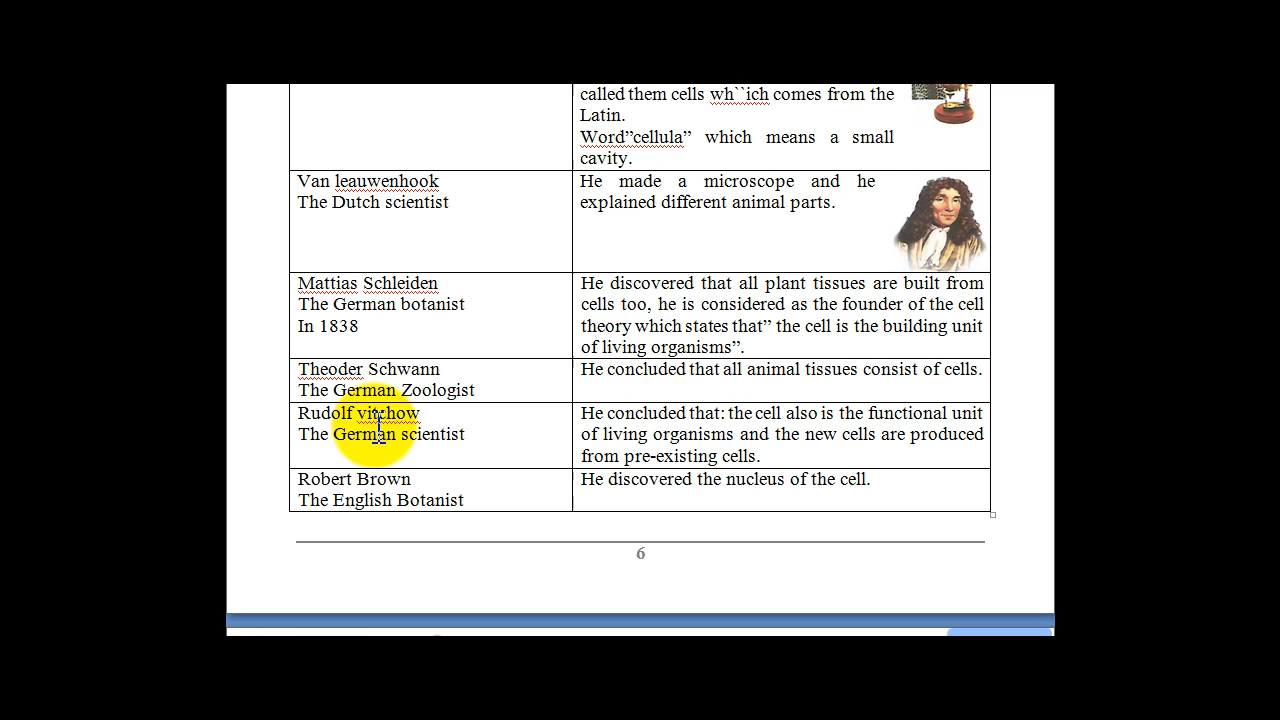 called them cells wh``ich comes from the
Latin.
Word”cellula” which means a small
cavity.
Van leauwenhook
The Dutch scientist
He made a microscope and he
explained different animal parts.
Mattias Schleiden
The German botanist
In 1838
He discovered that all plant tissues are built from
cells too, he is considered as the founder of the cell
theory which states that” the cell is the building unit
of living organisms”.
Theoder Schwann
The German Zoologist
He concluded that all animal tissues consist of cells.
Rudolf vitchow
The German scientist
He concluded that: the cell also is the functional unit
of living organisms and the new cells are produced
from pre-existing cells.
Robert Brown
The English Botanist
He discovered the nucleus of the cell.
6